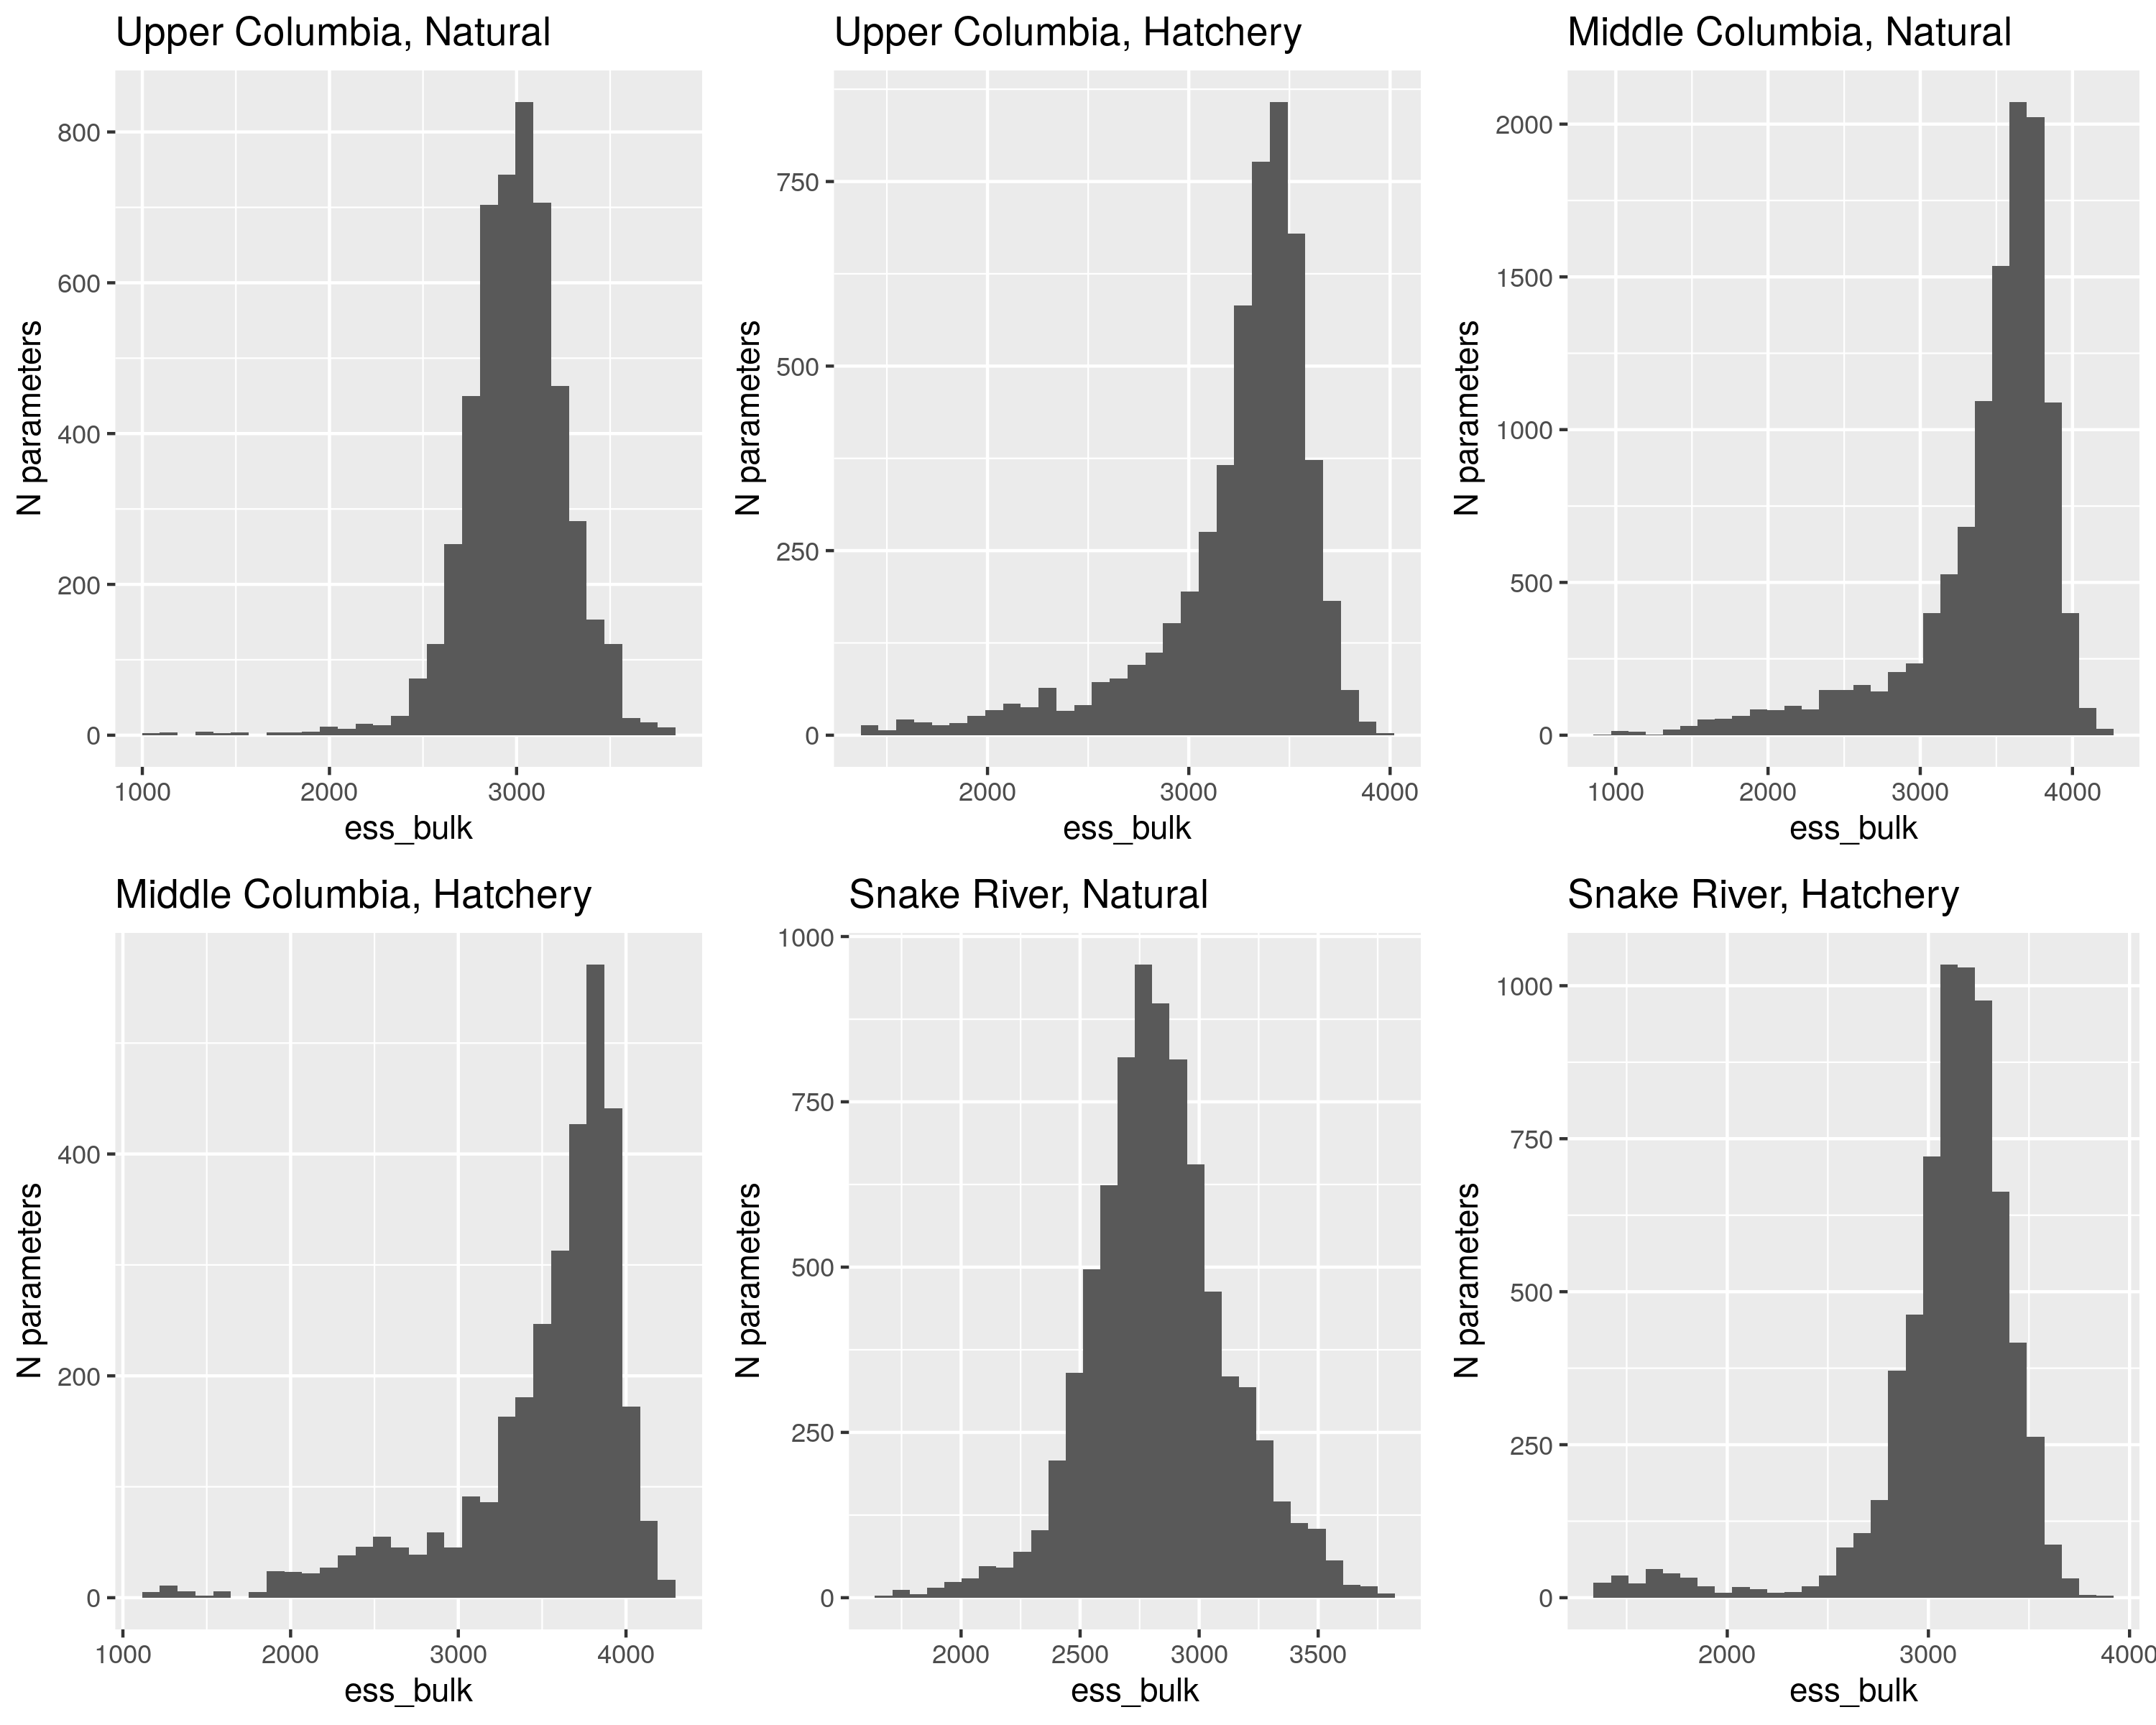 Upper Columbia, Natural
800
600
400
200
0
N parameters
1000 2000 3000
ess_bulk
Upper Columbia, Hatchery
750
500
250
0
N parameters
2000 3000 4000
ess_bulk
Middle Columbia, Natural
2000
1500
1000
500
0
N parameters
1000 2000 3000 4000
ess_bulk
Middle Columbia, Hatchery
400
200
0
N parameters
1000 2000 3000 4000
ess_bulk
Snake River, Natural
1000
750
500
250
0
N parameters
2000 2500 3000 3500
ess_bulk
Snake River, Hatchery
1000
750
500
250
0
N parameters
2000 3000 4000
ess_bulk